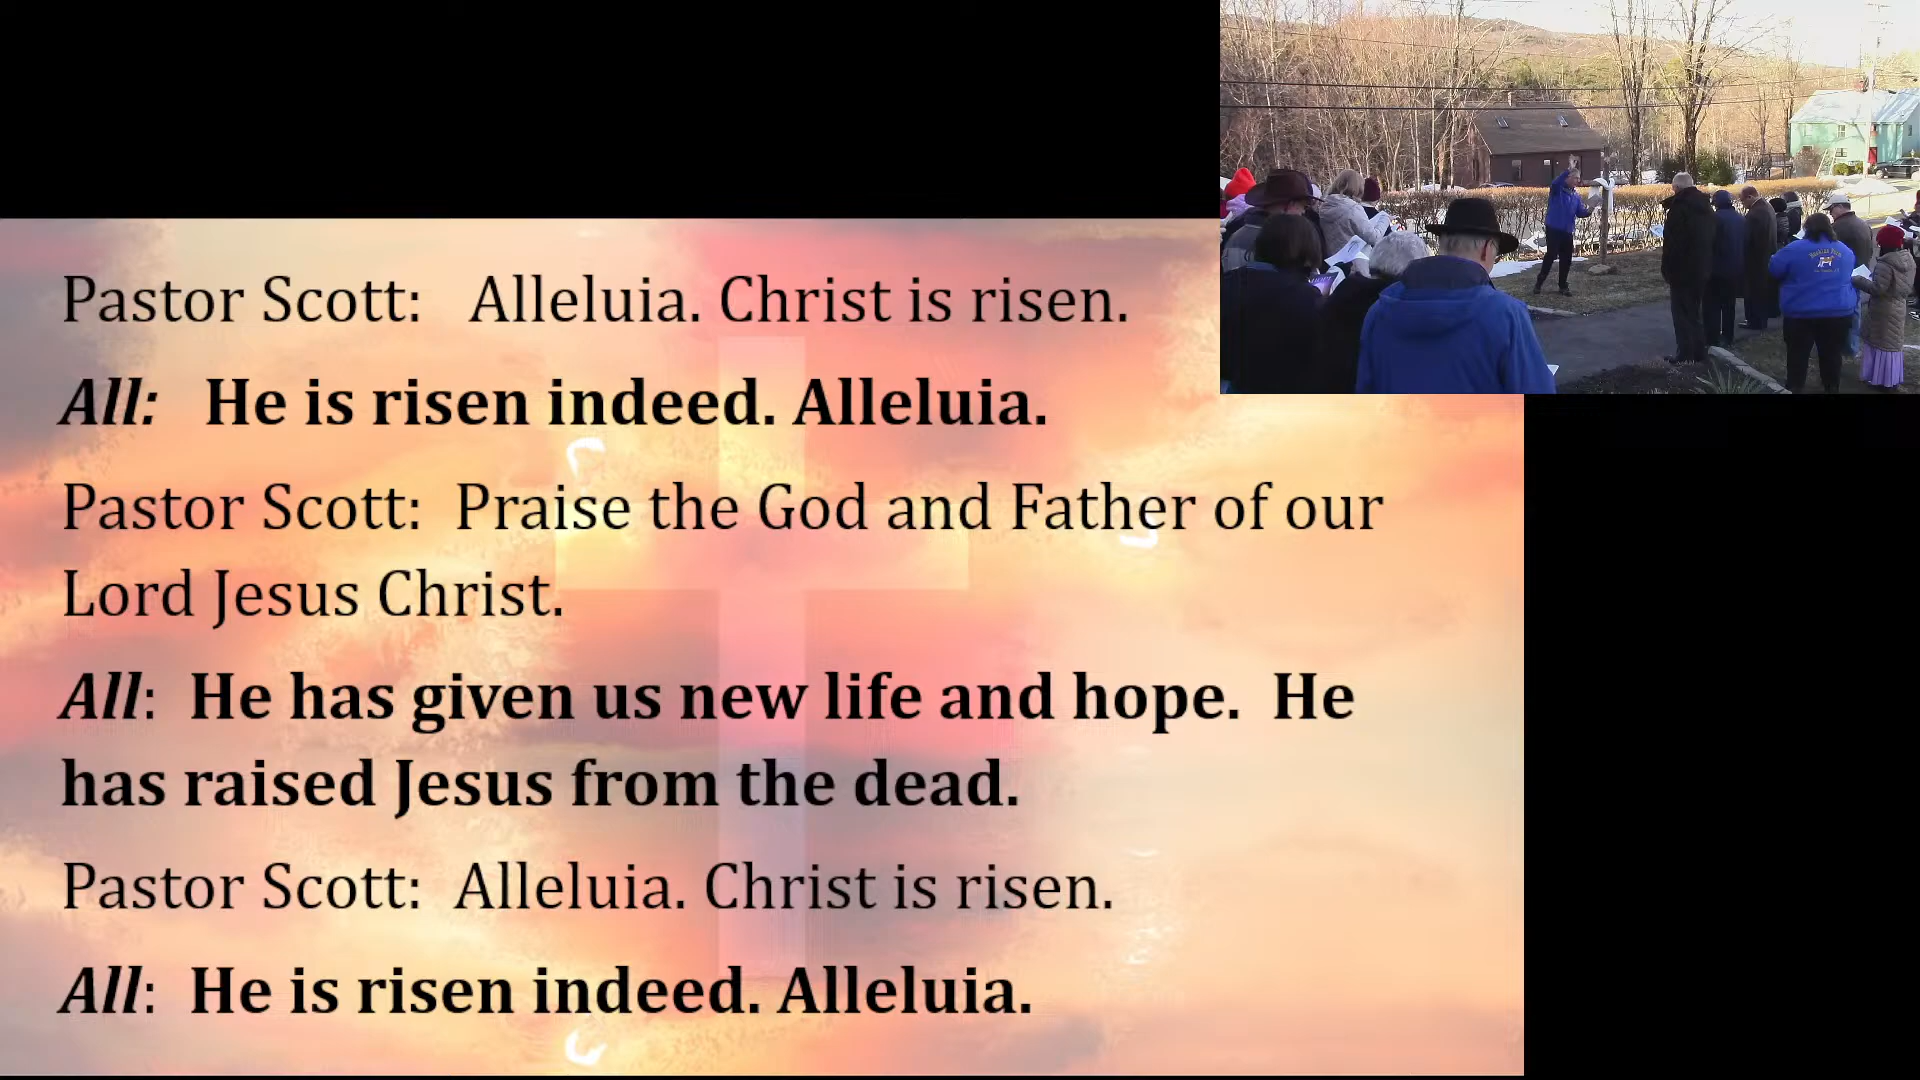 Pastor Scott: Alleluia. Christ is risen.
All: He is risen indeed. Alleluia.
Pastor Scott: Praise the God and Father of our
Lord Jesus Christ.
All: He has given us new life and hope. He
has raised Jesus from the dead.
Pastor Scott: Alleluia. Christ is risen.
All: He is risen indeed. Alleluia.